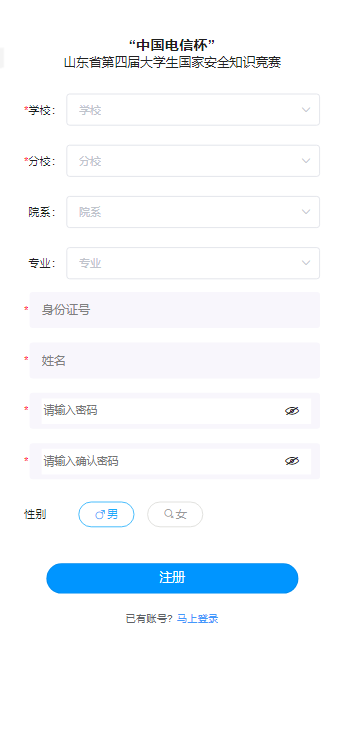 “中国电信杯”
山东省第四届大学生国家安全知识竞赛
*学校： 学校
*分校： 分校
院系： 院系
专业： 专业
* 身份证号
* 姓名
* 请输入密码
* 请输入确认密码
性别 ♂男 女
注册
已有账号? 马上登录